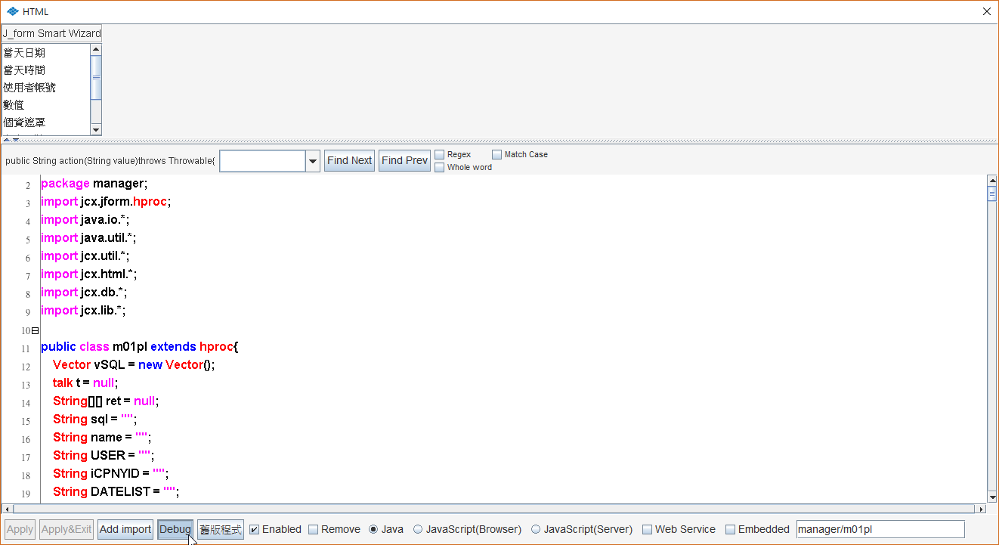 HTML
J_form Smart Wizard
當天日期
當天時間
使用者帳號
數值
個資遮罩
public String action(String value)throws Throwable{
Find Next
Find Prev
Regex
Match Case
Whole word
2 package manager;
3 import jcx.jform.hproc;
4 import java.io.*;
5 import java.util.*;
6 import jcx.util.*;
7 import jcx.html.*;
8 import jcx.db.*;
9 import jcx.lib.*;
10
11 public class m01pl extends hproc{
12 Vector vSQL = new Vector();
13 talk t = null;
14 String[][] ret = null;
15 String sql = "";
16 String name = "";
17 String USER = "";
18 String iCPNYID = "";
19 String DATELIST = "";
Apply Apply&Exit Add import Debug 舊版程式 Enabled Remove Java JavaScript(Browser) JavaScript(Server) Web Service Embedded manager/m01pl